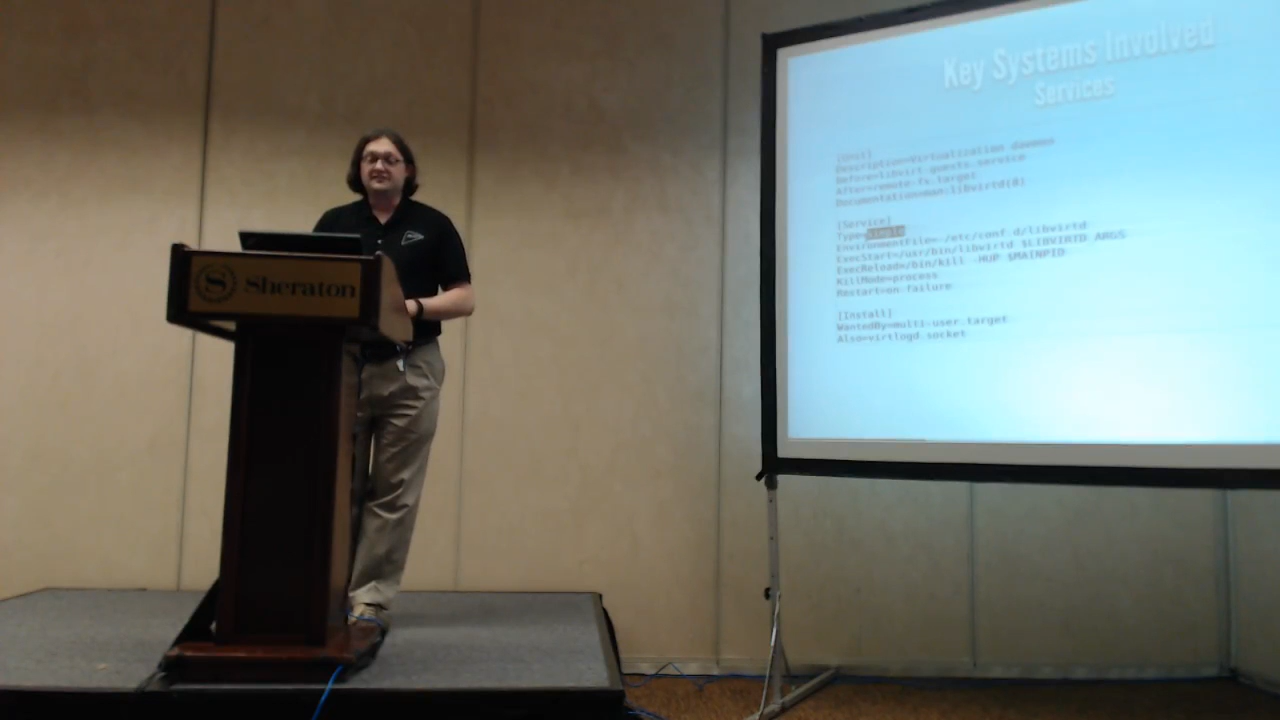 Sheraton
Key Systems Involved
Services
[Unit]
Description=Virtualization daemon
Before=libvirt-guests.service
After=remote-fs.target
Documentation=man:libvirtd(8)
[Service]
Type=simple
EnvironmentFile=-/etc/conf.d/libvirtd
ExecStart=/usr/bin/libvirtd $LIBVIRTD_ARGS
ExecReload=/bin/kill -HUP $MAINPID
KillMode=process
Restart=on-failure
[Install]
WantedBy=multi-user.target
Also=virtlogd.socket